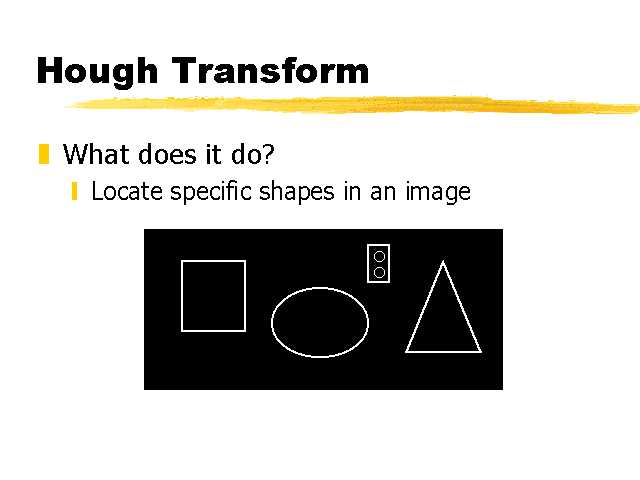 Hough Transform
What does it do?
Locate specific shapes in an image